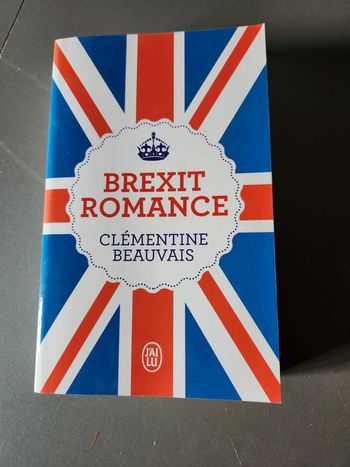 BREXIT
ROMANCE
CLÉMENTINE
BEAUVAIS
J'AI
LU